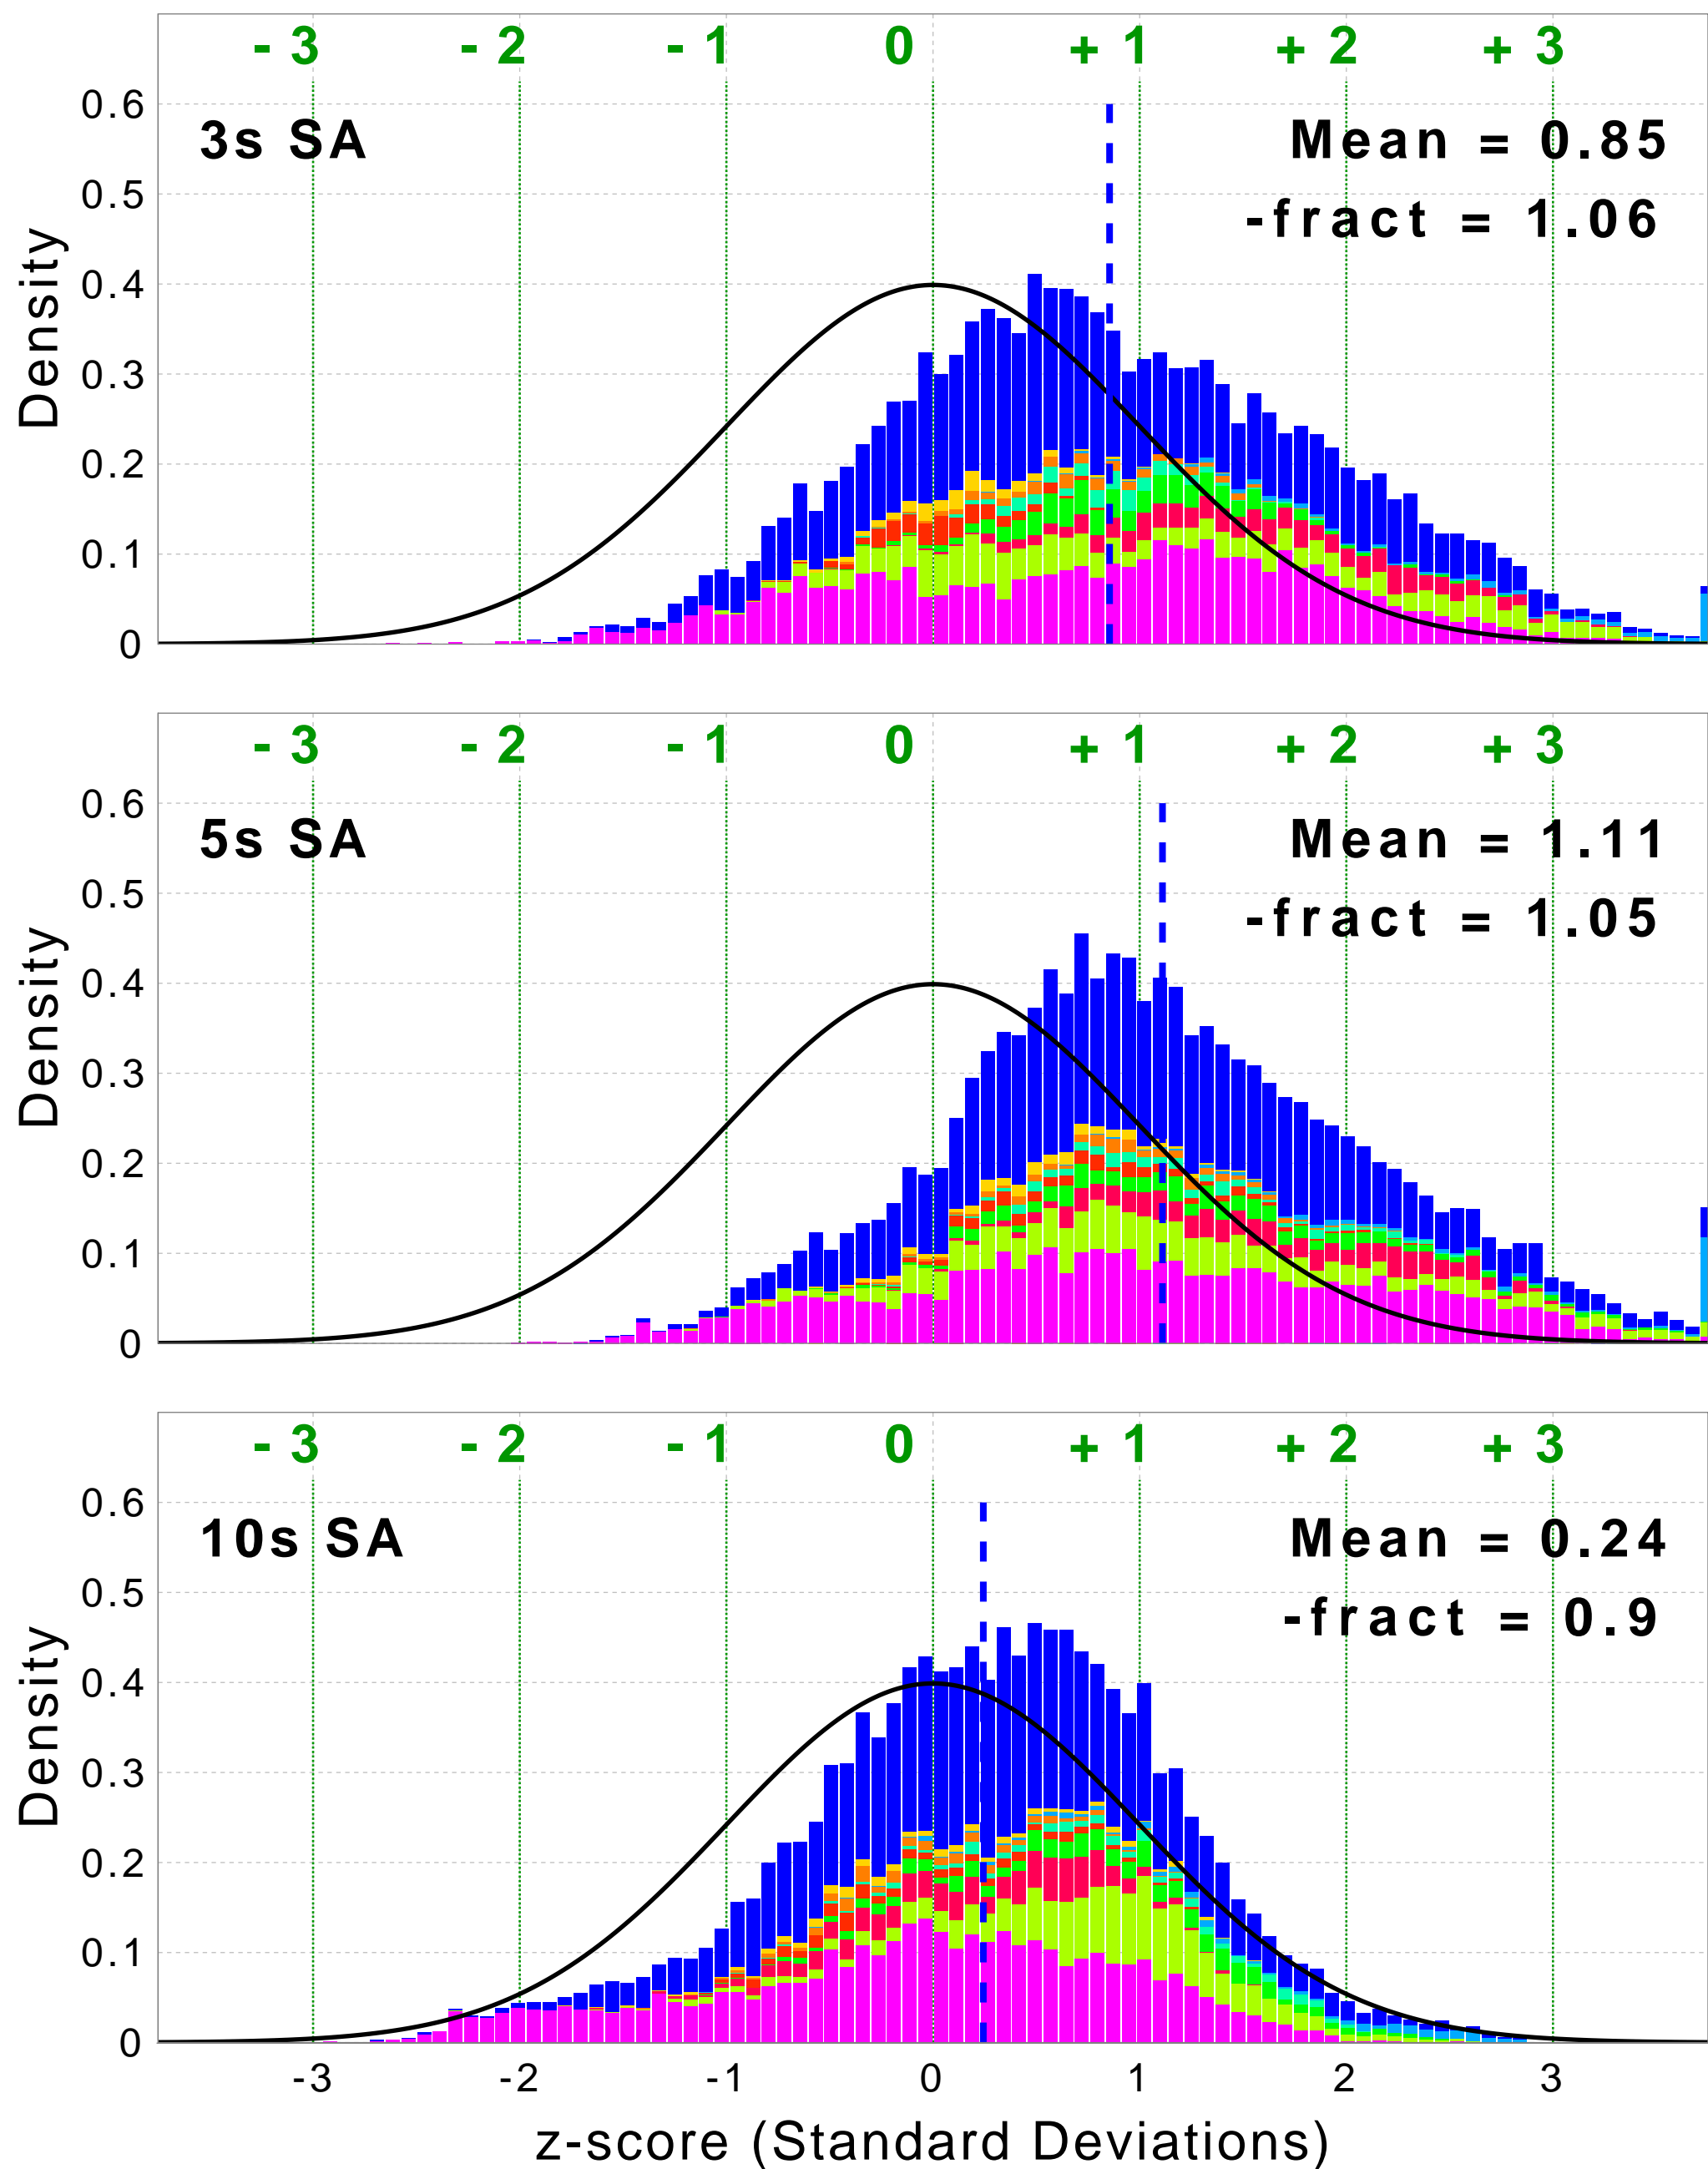 - 3 - 2 - 1 0 + 1 + 2 + 3
0.6
3s SA
Mean = 0.85
0.5
-fract = 1.06
0.4
0.3
0.2
0.1
0
Density
- 3 - 2 - 1 0 + 1 + 2 + 3
0.6
5s SA
Mean = 1.11
0.5
-fract = 1.05
0.4
0.3
0.2
0.1
0
Density
- 3 - 2 - 1 0 + 1 + 2 + 3
0.6
10s SA
Mean = 0.24
0.5
-fract = 0.9
0.4
0.3
0.2
0.1
0
Density
-3 -2 -1 0 1 2 3
z-score (Standard Deviations)